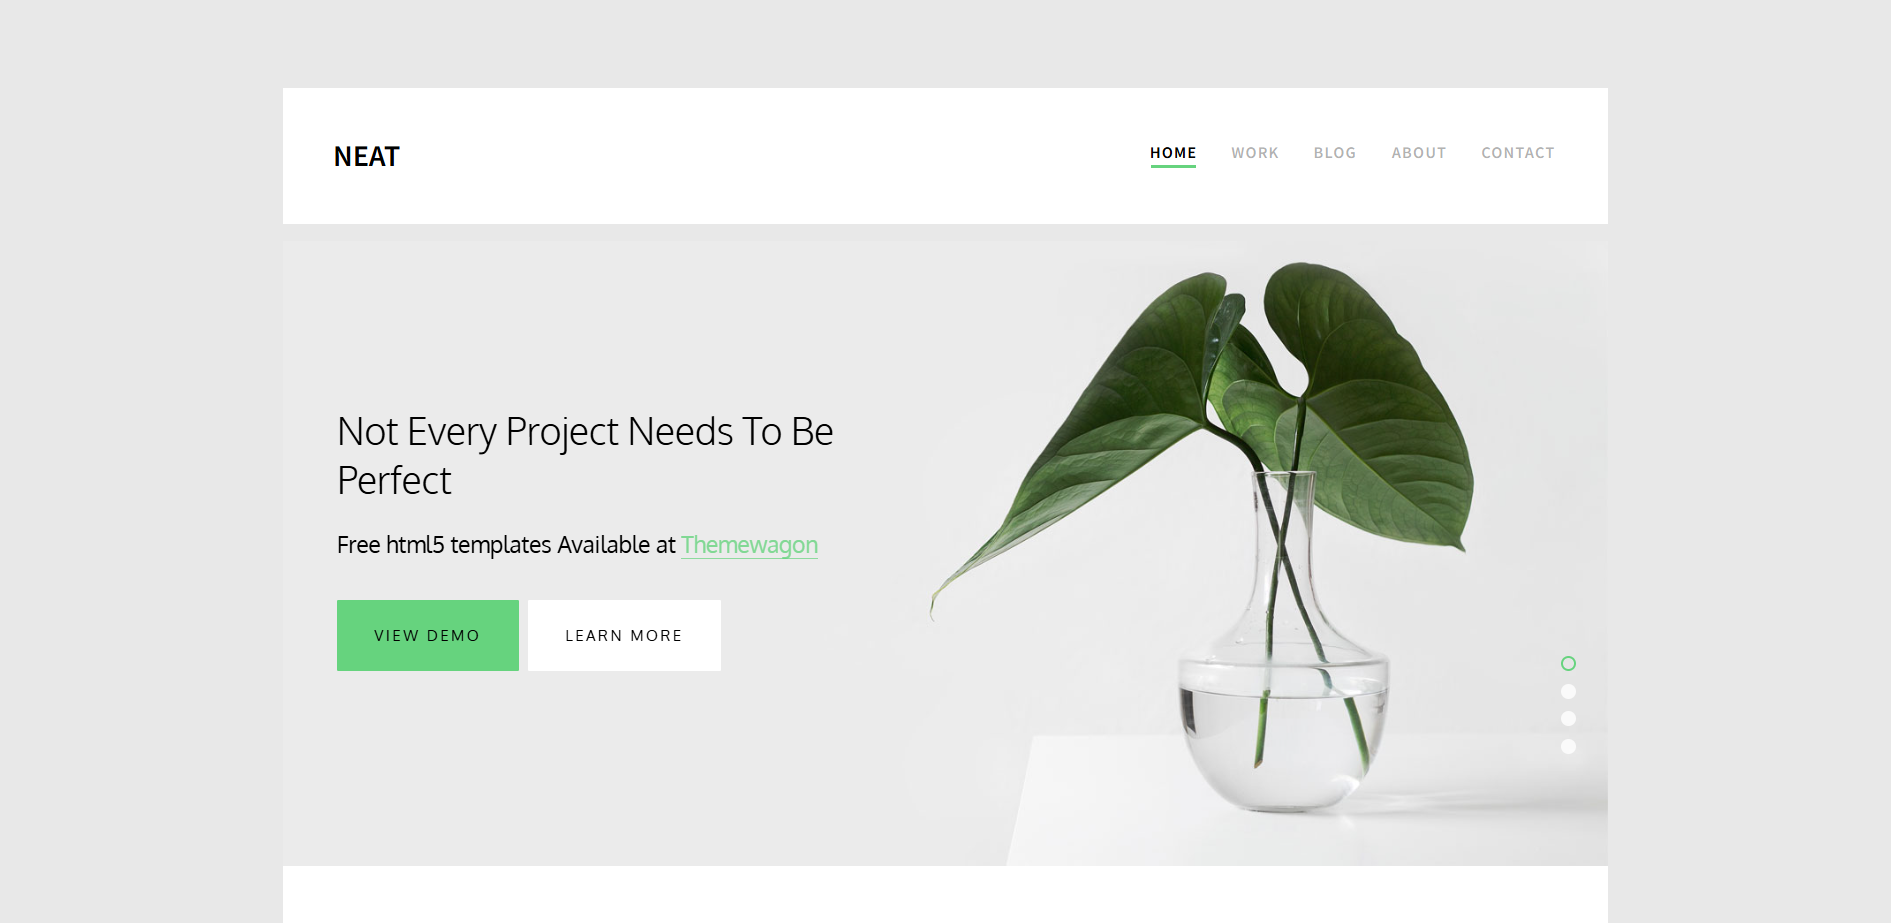 NEAT
HOME WORK BLOG ABOUT CONTACT
Not Every Project Needs To Be
Perfect
Free html5 templates Available at Themewagon
VIEW DEMO LEARN MORE